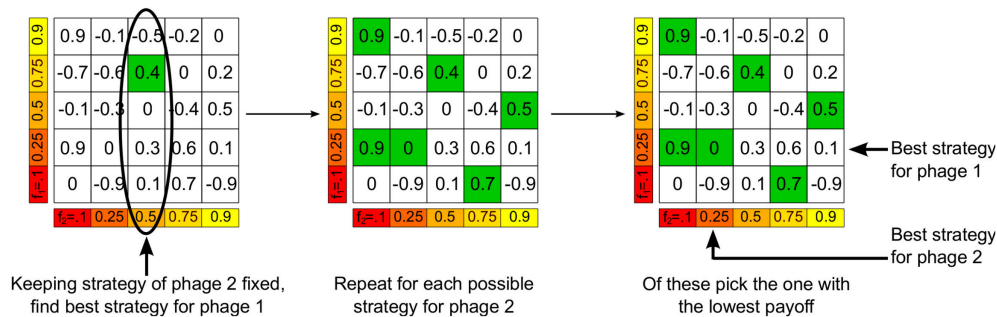 0.9 0.9 -0.1 -0.5 -0.2 0
0.75 -0.7 -0.6 0.4 0 0.2
0.5 -0.1 -0.3 0 -0.4 0.5
0.25 0.9 0 0.3 0.6 0.1
f₁=.1 0 -0.9 0.1 0.7 -0.9
f₂=.1 0.25 0.5 0.75 0.9
Keeping strategy of phage 2 fixed,
find best strategy for phage 1
0.9 0.9 -0.1 -0.5 -0.2 0
0.75 -0.7 -0.6 0.4 0 0.2
0.5 -0.1 -0.3 0 -0.4 0.5
0.25 0.9 0 0.3 0.6 0.1
f₁=.1 0 -0.9 0.1 0.7 -0.9
f₂=.1 0.25 0.5 0.75 0.9
Repeat for each possible
strategy for phage 2
0.9 0.9 -0.1 -0.5 -0.2 0
0.75 -0.7 -0.6 0.4 0 0.2
0.5 -0.1 -0.3 0 -0.4 0.5
0.25 0.9 0 0.3 0.6 0.1
f₁=.1 0 -0.9 0.1 0.7 -0.9
f₂=.1 0.25 0.5 0.75 0.9
Best strategy
for phage 1
Best strategy
for phage 2
Of these pick the one with
the lowest payoff